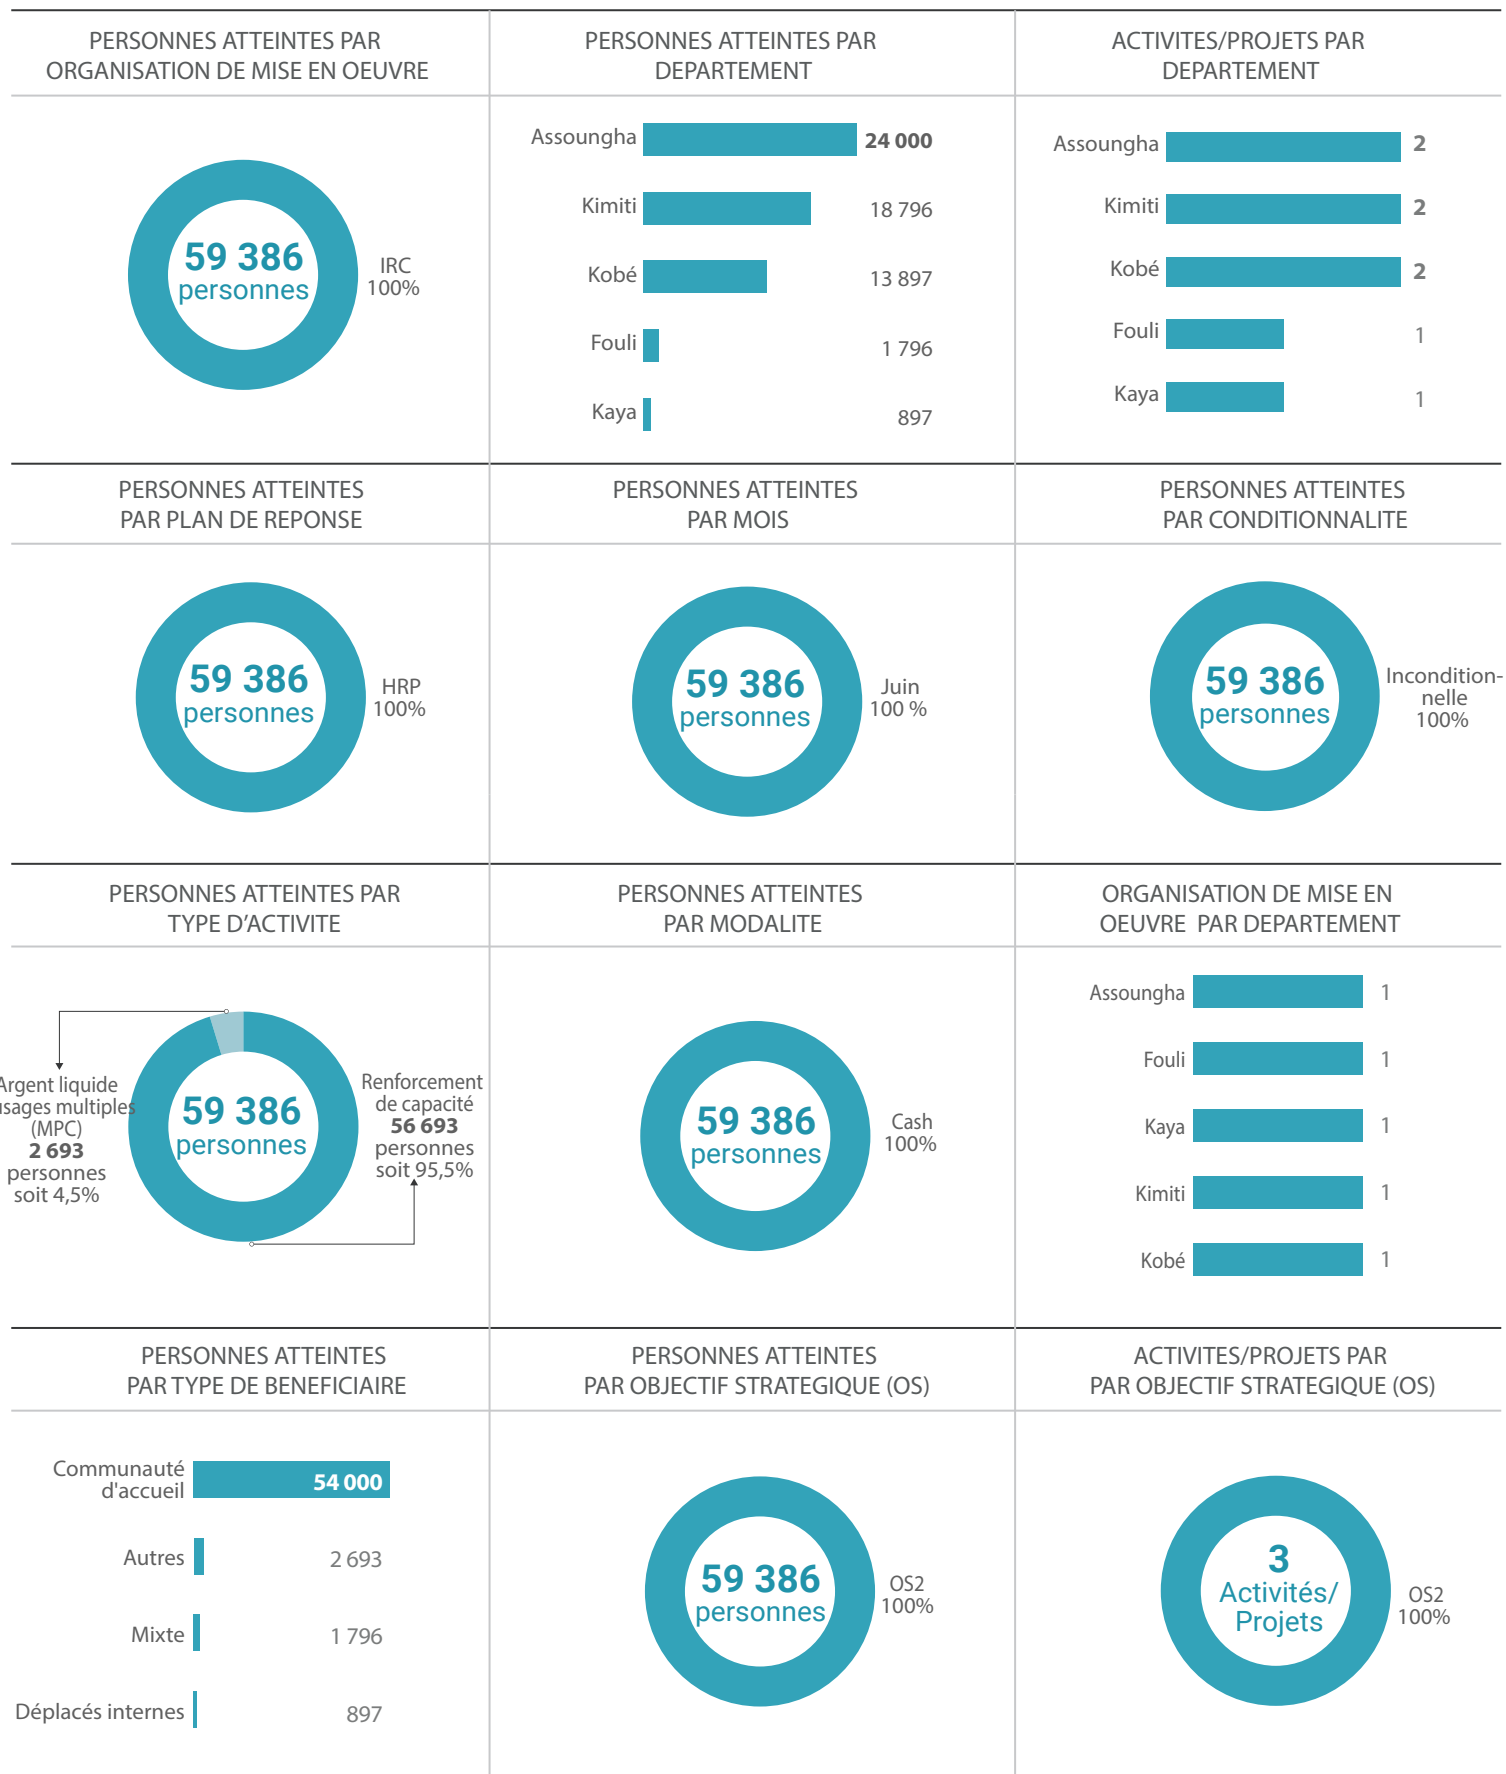 PERSONNES ATTEINTES PAR
ORGANISATION DE MISE EN OEUVRE
59 386
personnes
IRC
100%
PERSONNES ATTEINTES PAR
DEPARTEMENT
Assoungha 24 000
Kimiti 18 796
Kobé 13 897
Fouli 1 796
Kaya 897
ACTIVITES/PROJETS PAR
DEPARTEMENT
Assoungha 2
Kimiti 2
Kobé 2
Fouli 1
Kaya 1
PERSONNES ATTEINTES
PAR PLAN DE REPONSE
59 386
personnes
HRP
100%
PERSONNES ATTEINTES
PAR MOIS
59 386
personnes
Juin
100 %
PERSONNES ATTEINTES
PAR CONDITIONNALITE
59 386
personnes
Incondition-
nelle
100%
PERSONNES ATTEINTES PAR
TYPE D’ACTIVITE
Argent liquide
usages multiples
(MPC)
2 693
personnes
soit 4,5%
59 386
personnes
Renforcement
de capacité
56 693
personnes
soit 95,5%
PERSONNES ATTEINTES
PAR MODALITE
59 386
personnes
Cash
100%
ORGANISATION DE MISE EN
OEUVRE PAR DEPARTEMENT
Assoungha 1
Fouli 1
Kaya 1
Kimiti 1
Kobé 1
PERSONNES ATTEINTES
PAR TYPE DE BENEFICIAIRE
Communauté
d'accueil 54 000
Autres 2 693
Mixte 1 796
Déplacés internes 897
PERSONNES ATTEINTES
PAR OBJECTIF STRATEGIQUE (OS)
59 386
personnes
OS2
100%
ACTIVITES/PROJETS PAR
PAR OBJECTIF STRATEGIQUE (OS)
3
Activités/
Projets
OS2
100%